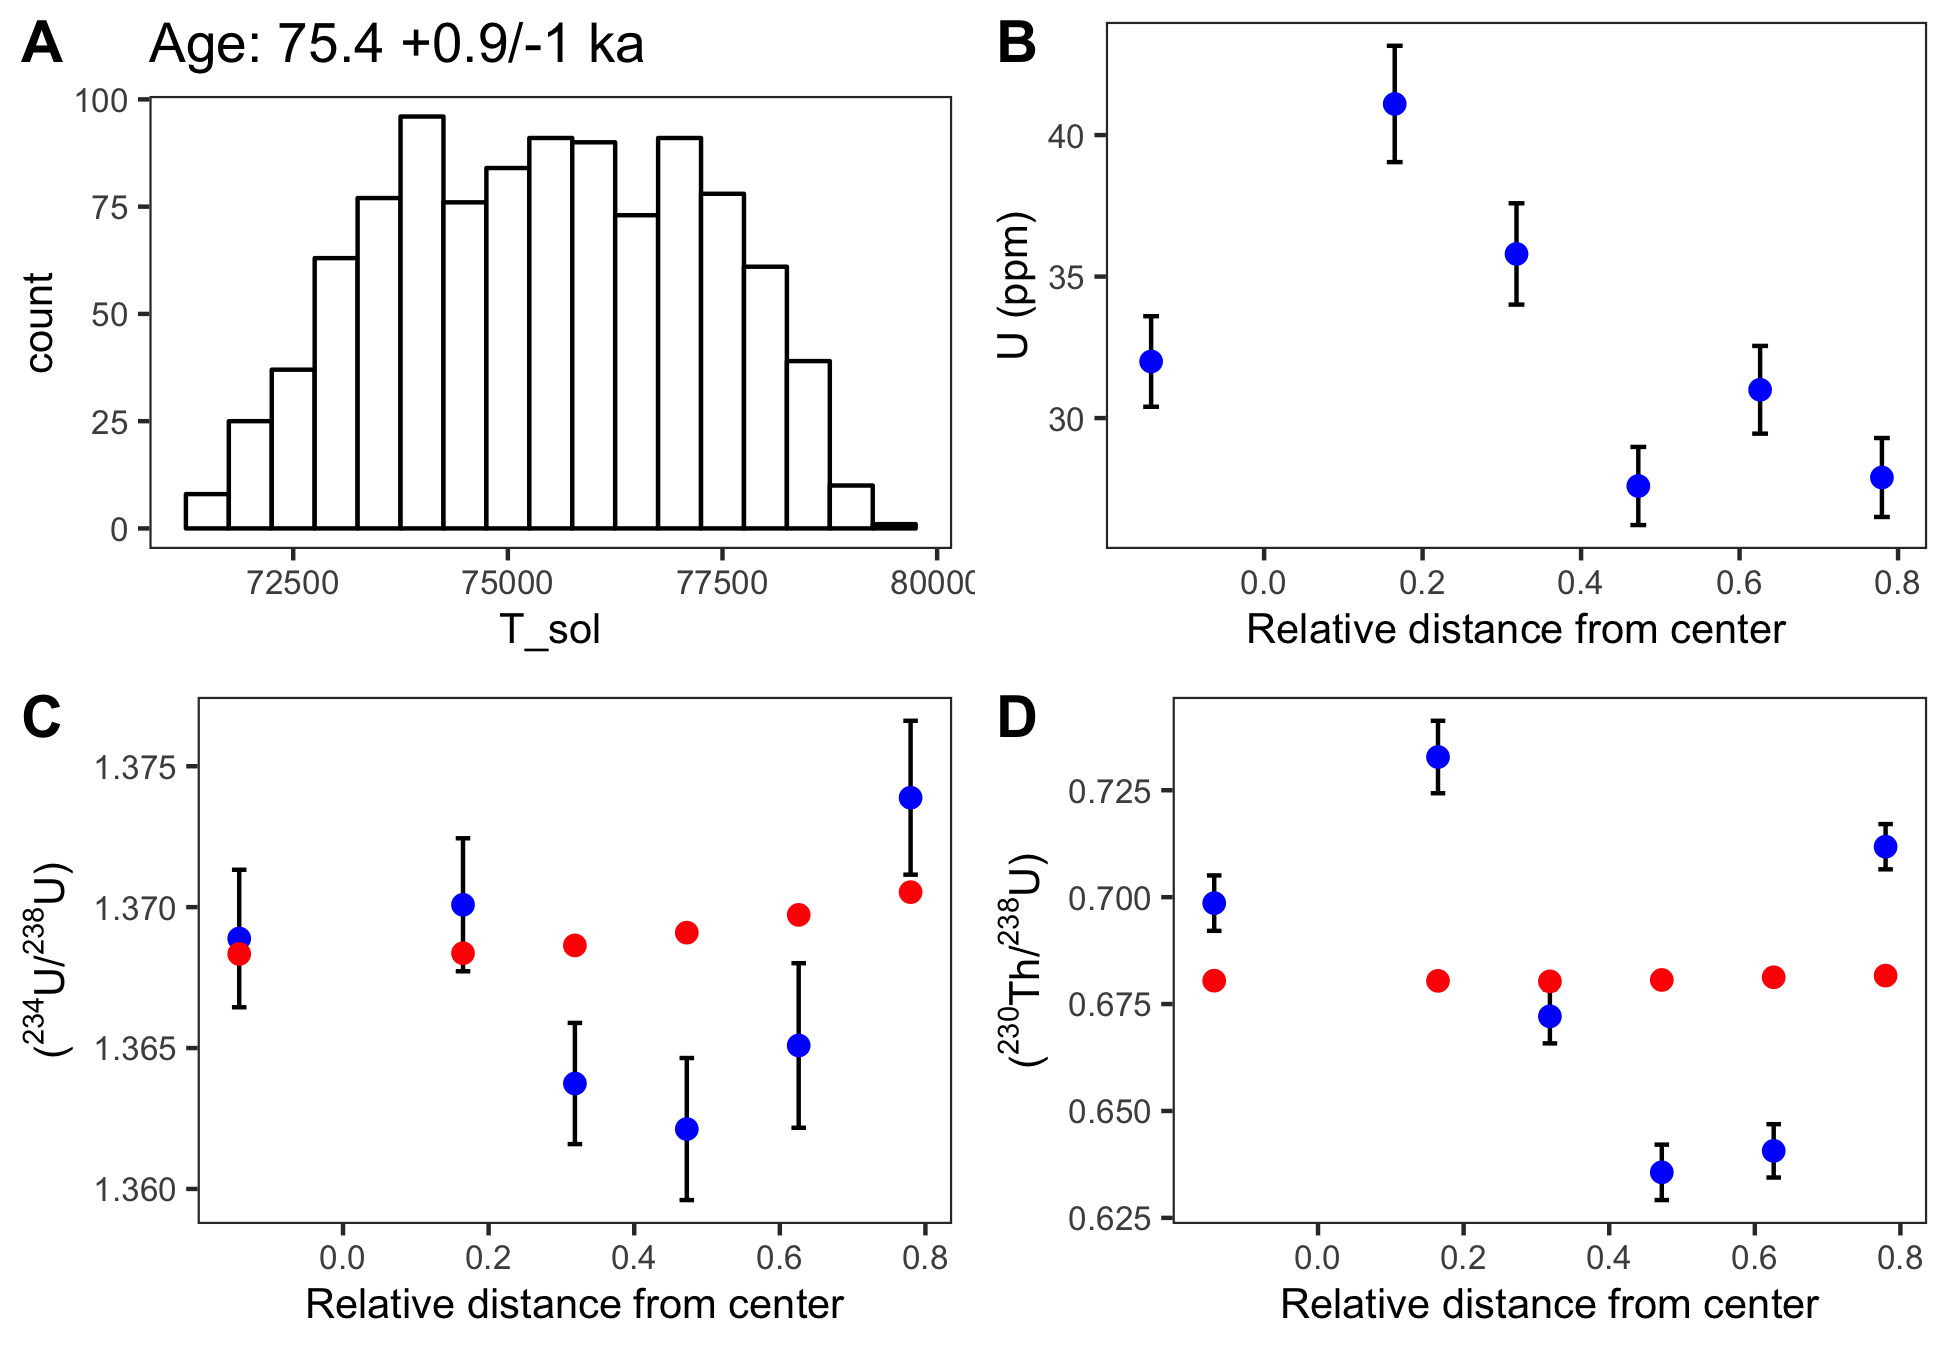 A Age: 75.4 +0.9/-1 ka
100
75
50
25
0
count
72500 75000 77500 80000
T_sol
B
40
35
30
U (ppm)
0.0 0.2 0.4 0.6 0.8
Relative distance from center
C
1.375
1.370
1.365
1.360
(²³⁴U/²³⁸U)
0.0 0.2 0.4 0.6 0.8
Relative distance from center
D
0.725
0.700
0.675
0.650
0.625
(²³⁰Th/²³⁸U)
0.0 0.2 0.4 0.6 0.8
Relative distance from center